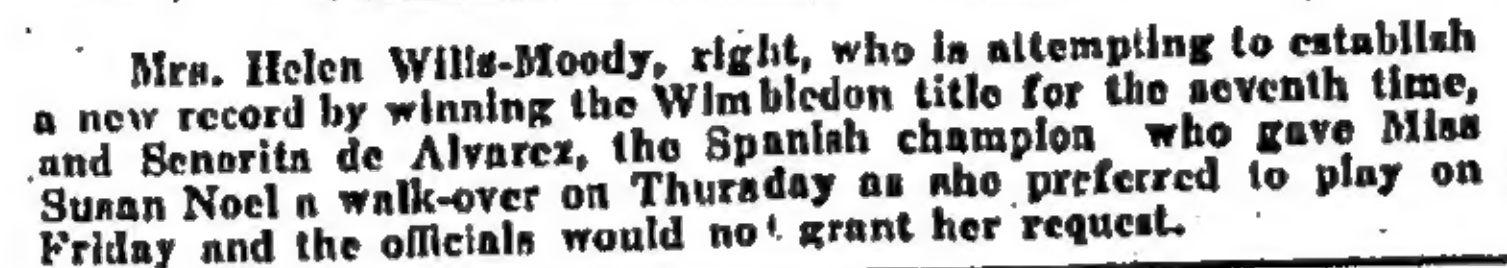 Mrs. Helen Wills-Moody, right, who is attempting to establish
a new record by winning the Wimbledon title for the seventh time,
and Senorita de Alvarez, the Spanish champion who gave Miss
Susan Noel a walk-over on Thursday as she preferred to play on
Friday and the officials would not grant her request.